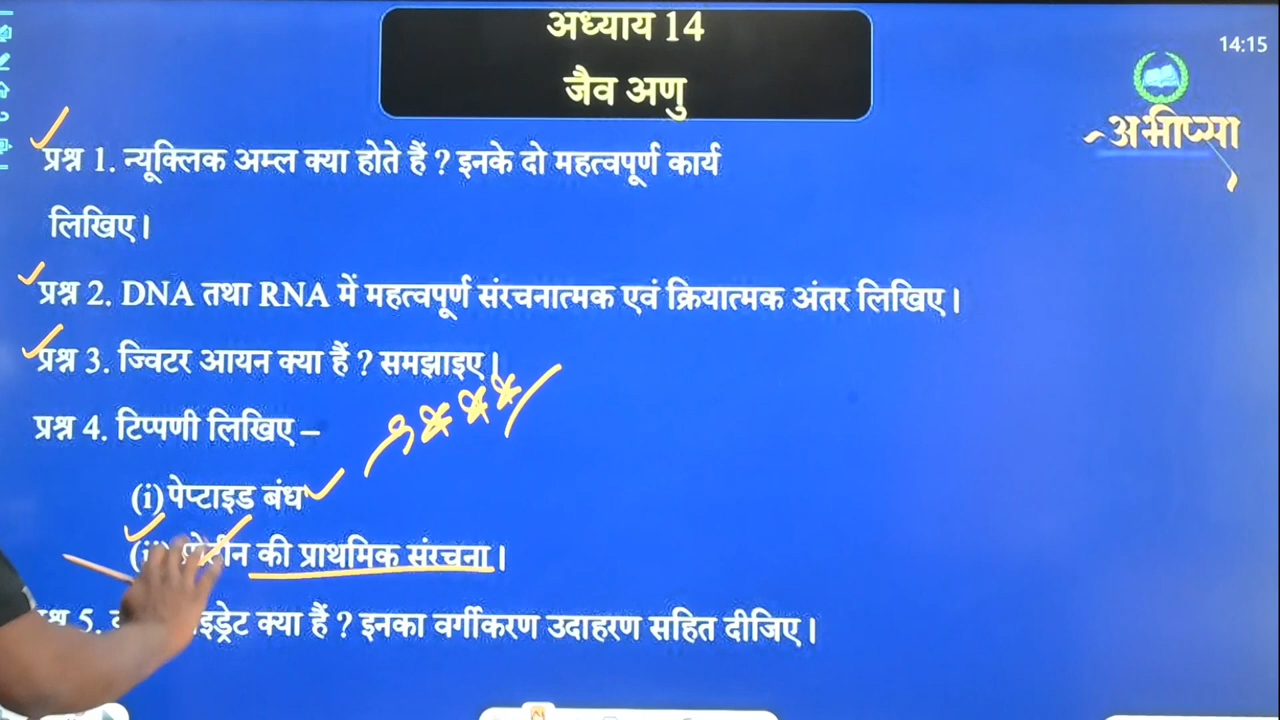 अध्याय 14
जैव अणु
14:15
अभीप्सा
प्रश्न 1. न्यूक्लिक अम्ल क्या होते हैं ? इनके दो महत्वपूर्ण कार्य
लिखिए।
प्रश्न 2. DNA तथा RNA में महत्वपूर्ण संरचनात्मक एवं क्रियात्मक अंतर लिखिए।
प्रश्न 3. ज्विटर आयन क्या हैं ? समझाइए।
प्रश्न 4. टिप्पणी लिखिए –
(i) पेप्टाइड बंध
की प्राथमिक संरचना।
5. क्या हैं ? इनका वर्गीकरण उदाहरण सहित दीजिए।